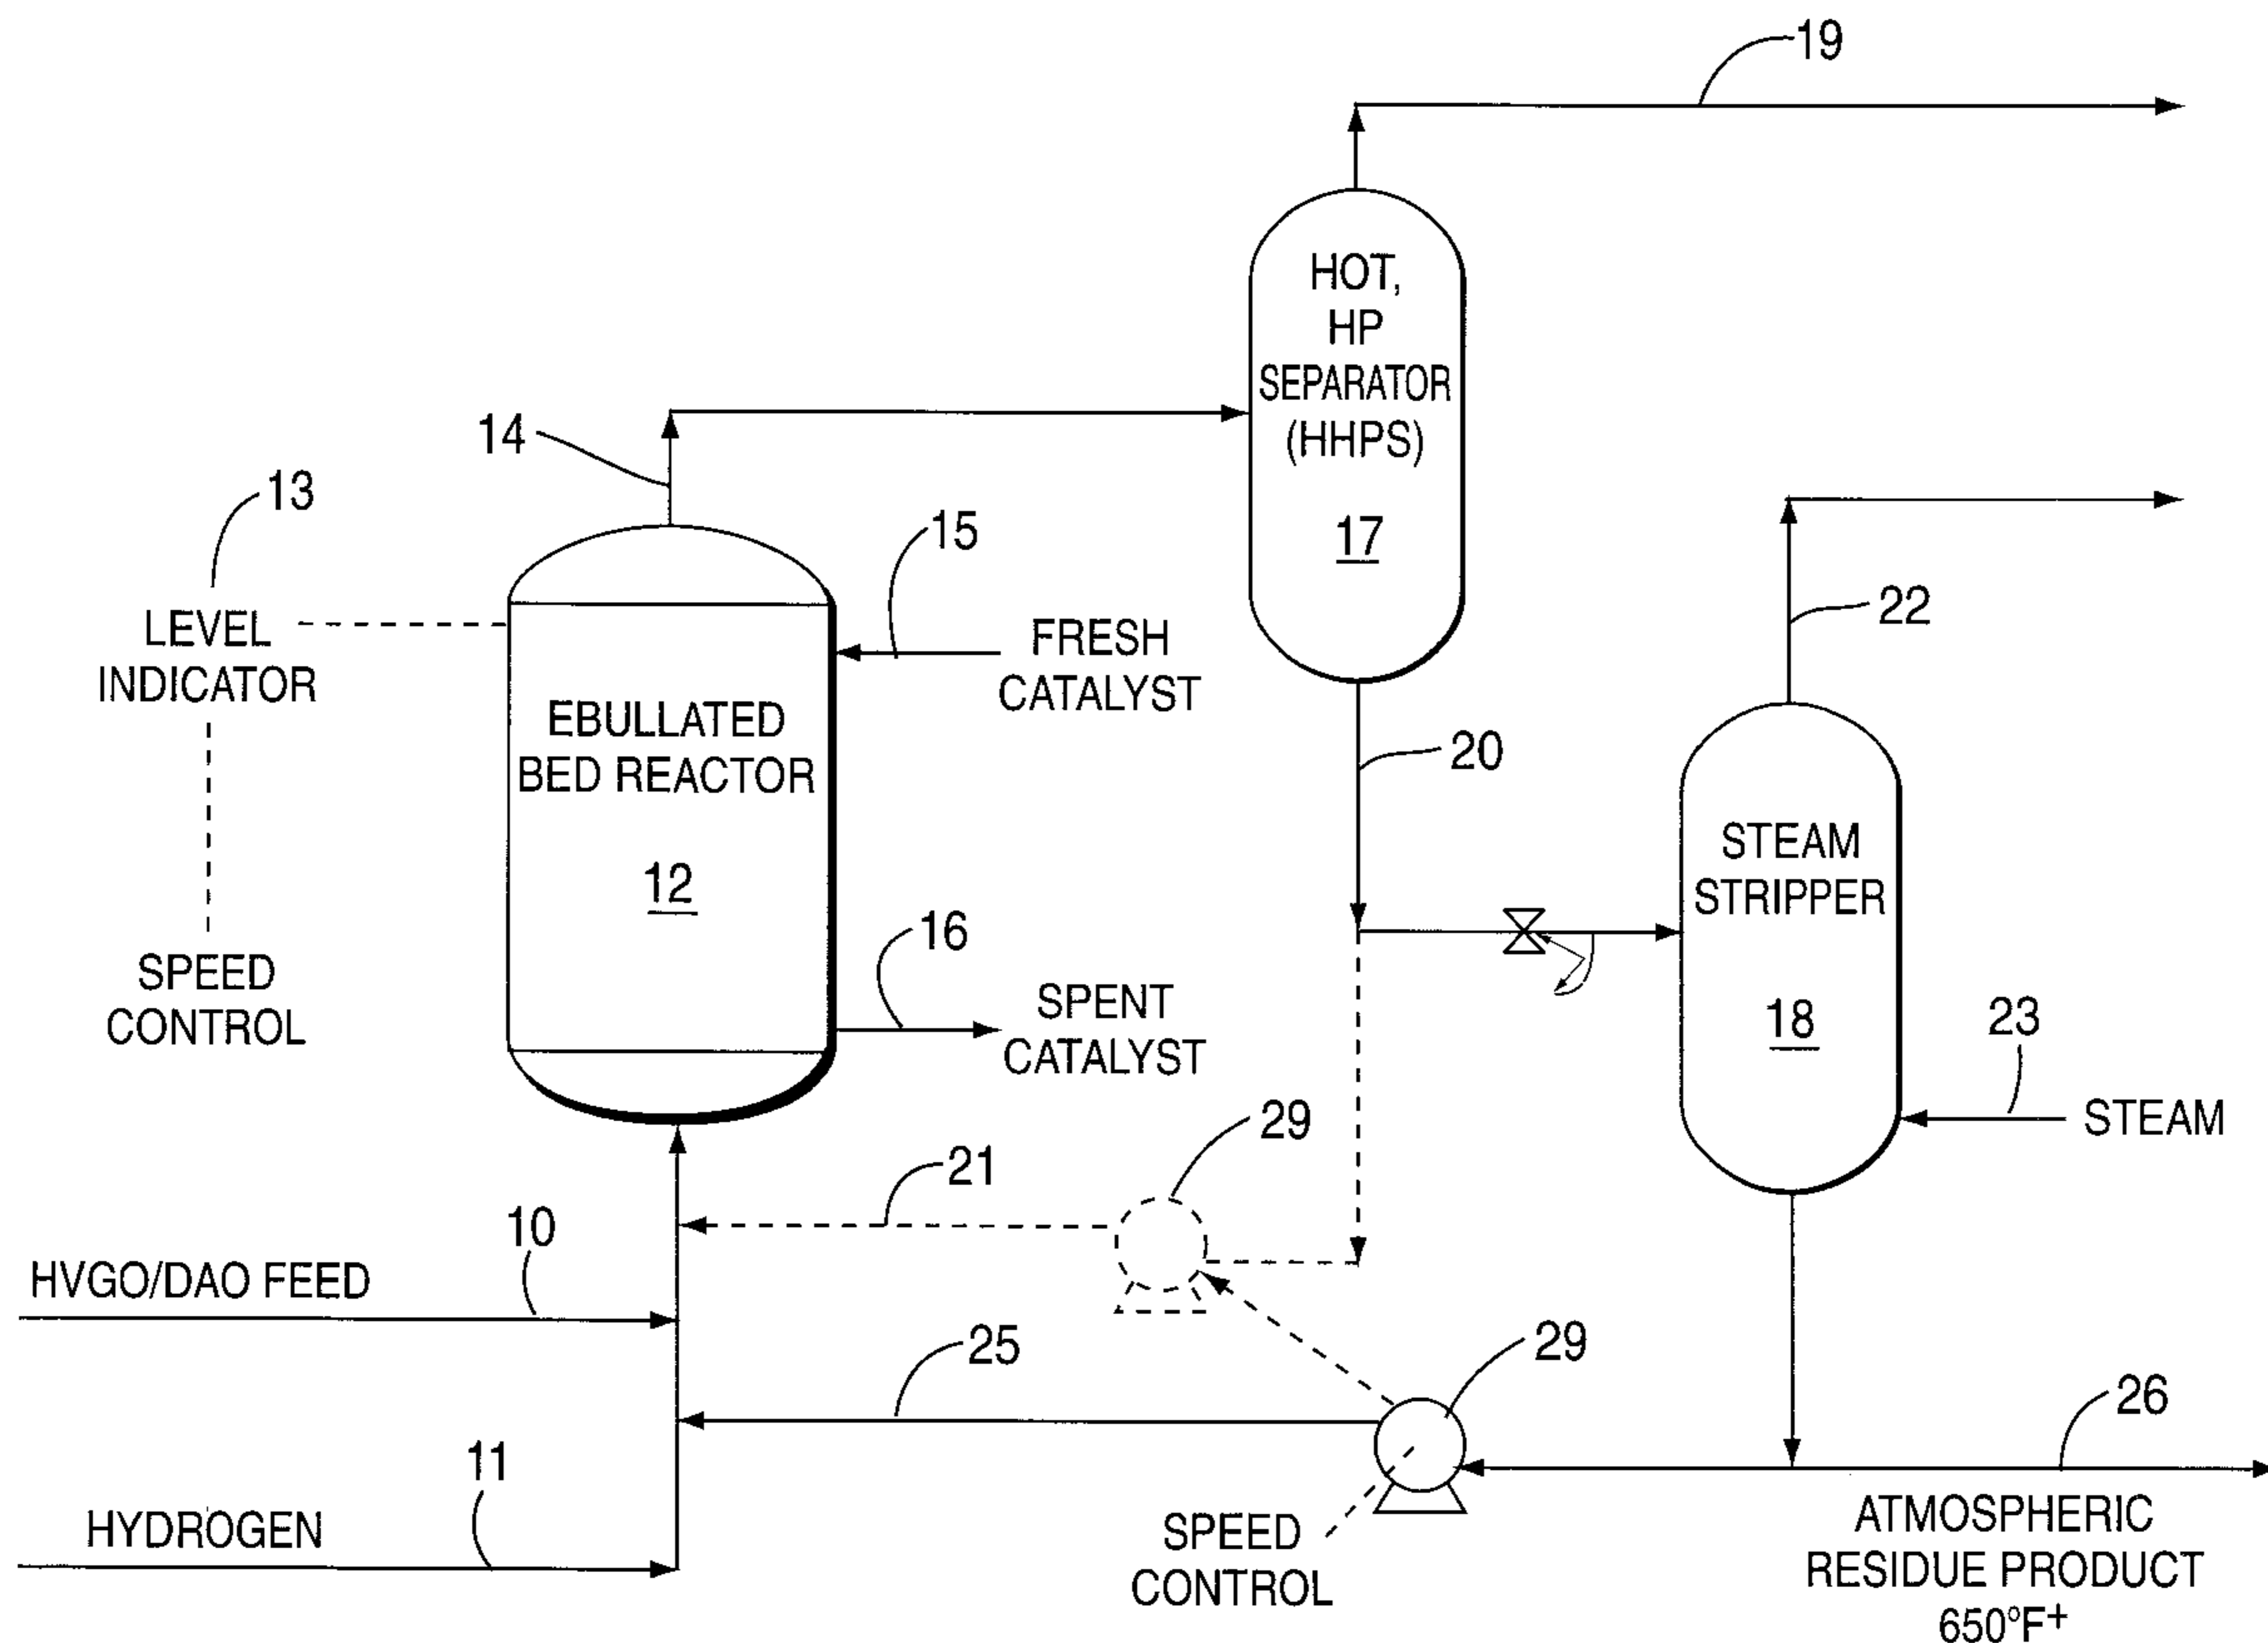 19
HOT,
HP
SEPARATOR
(HHPS)
17
14
13
15
LEVEL
INDICATOR
FRESH
CATALYST
22
EBULLATED
BED REACTOR
12
20
STEAM
STRIPPER
18
16
SPEED
CONTROL
SPENT
CATALYST
23
STEAM
29
21
10
HVGO/DAO FEED
25
29
26
11
HYDROGEN
SPEED
CONTROL
ATMOSPHERIC
RESIDUE PRODUCT
650°F+